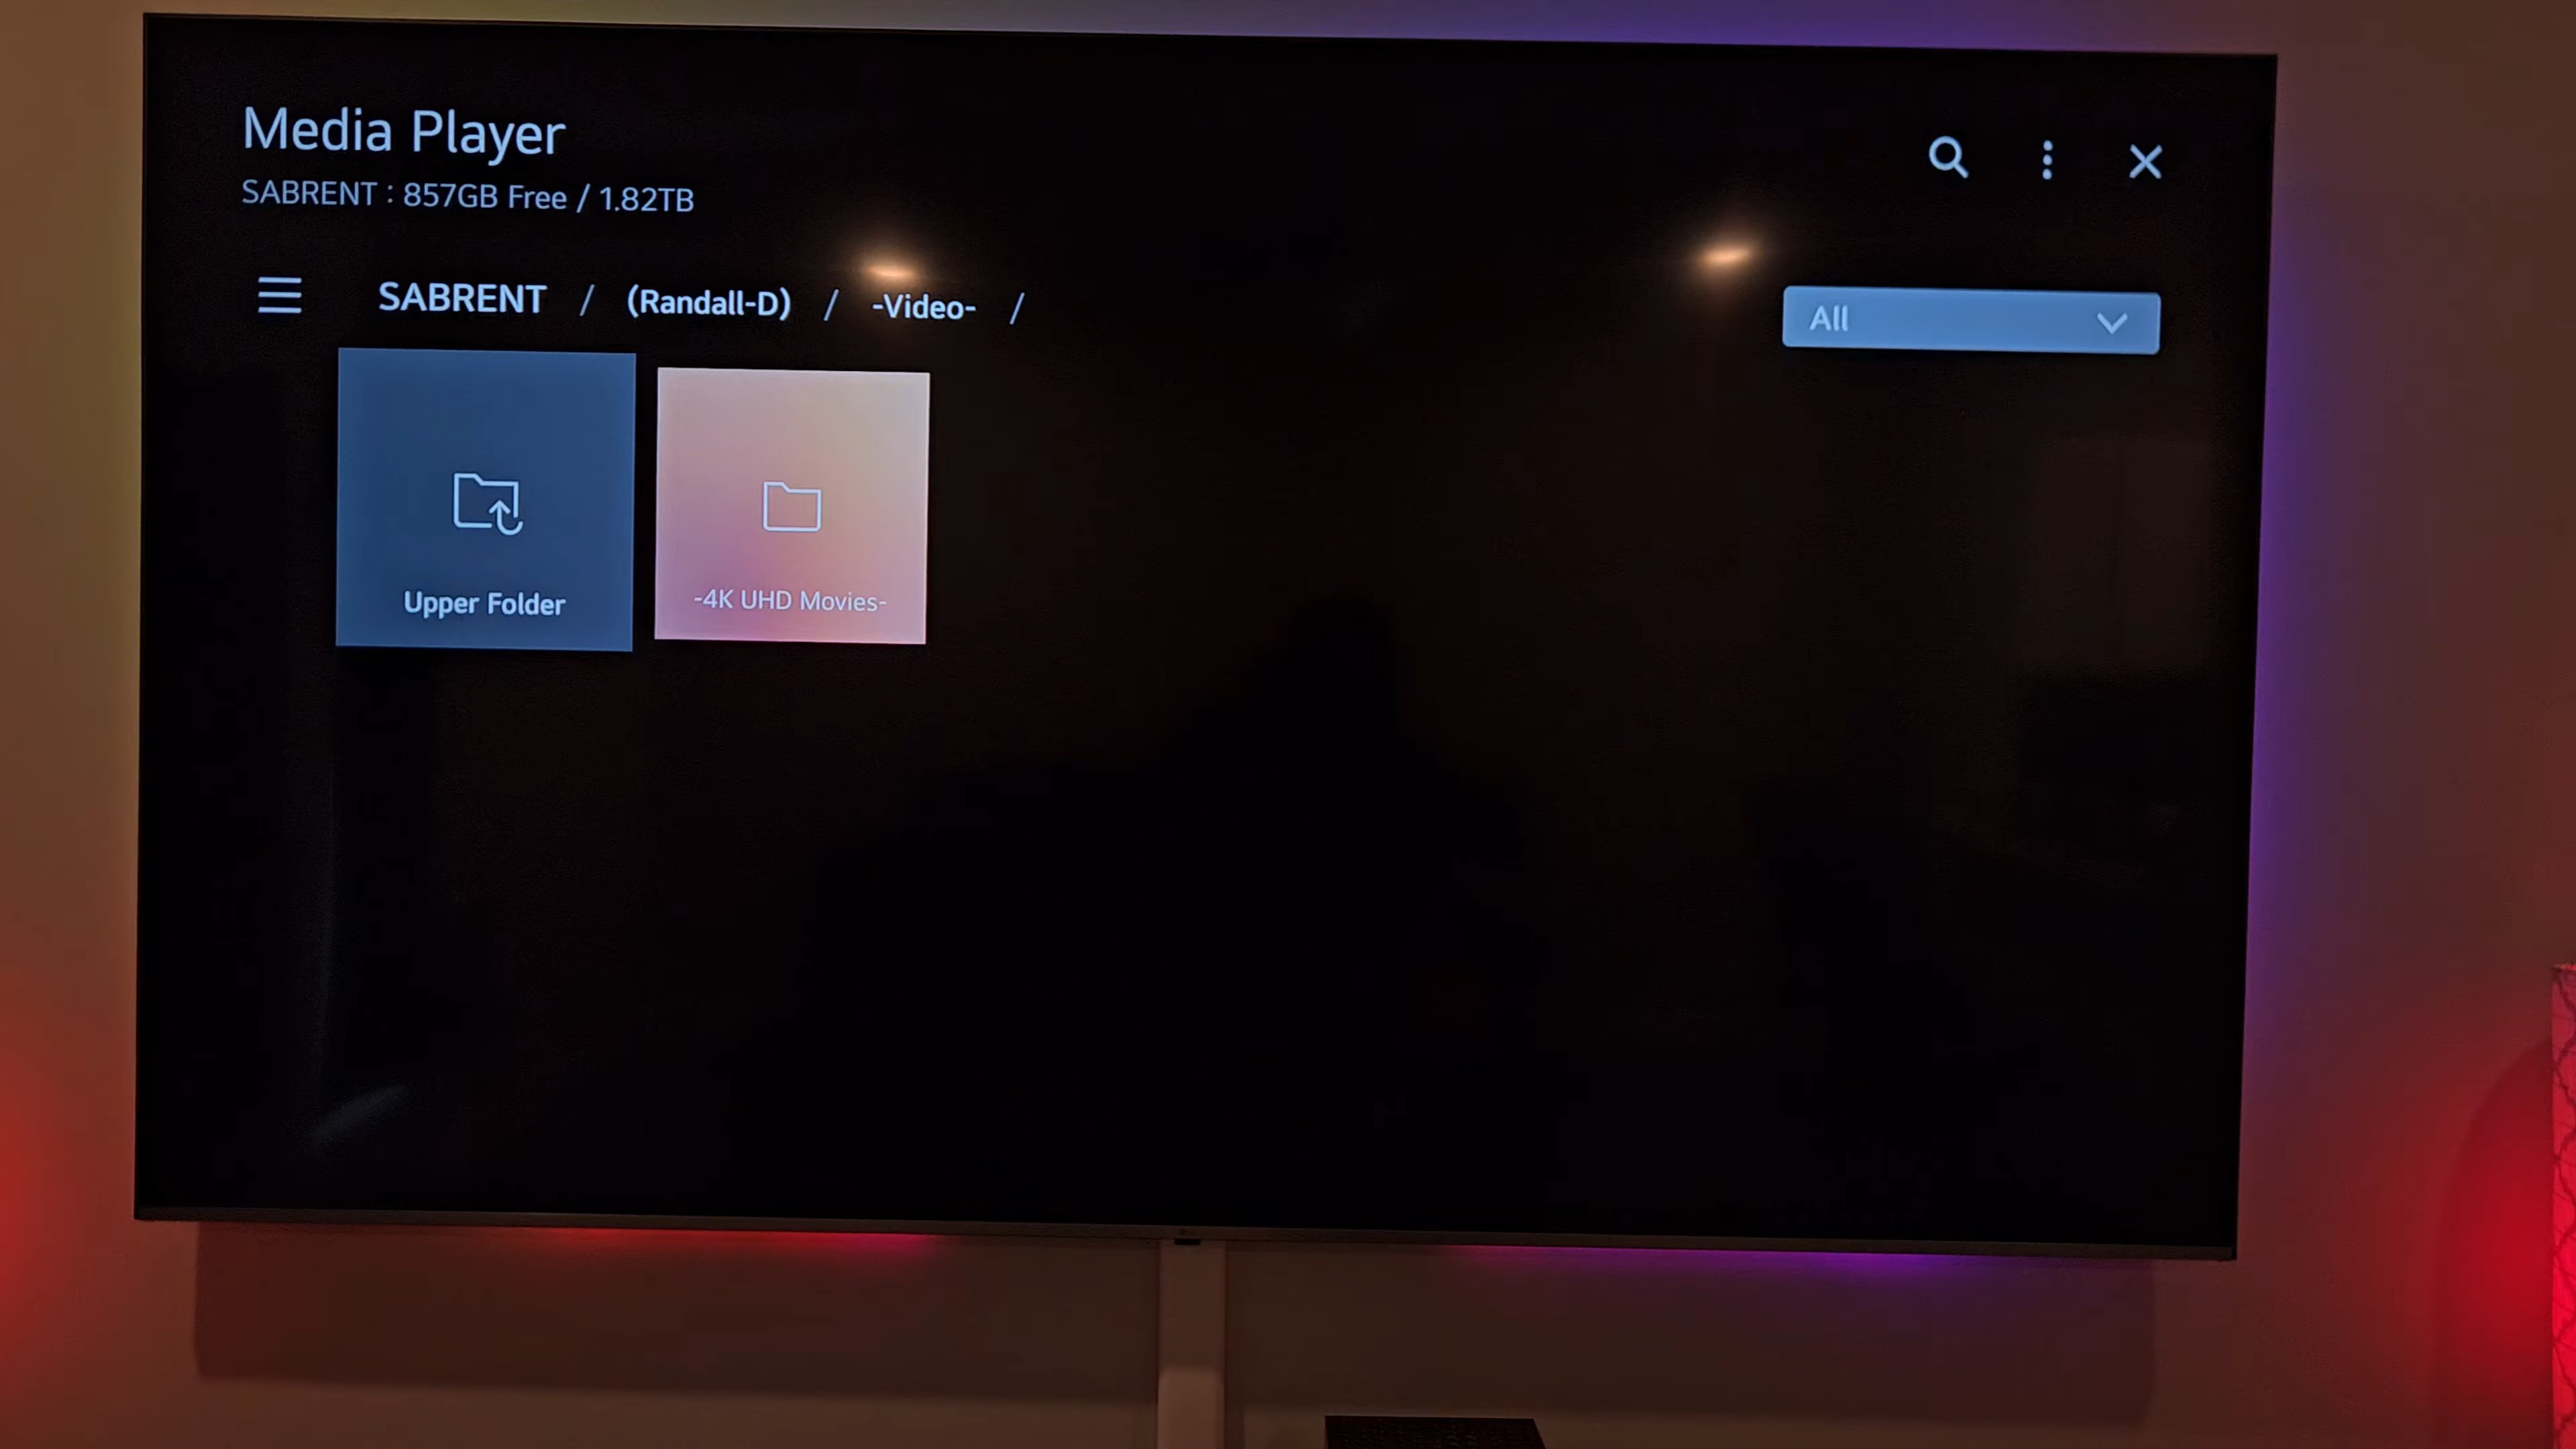 Media Player
SABRENT : 857GB Free / 1.82TB
SABRENT / (Randall-D) / -Video- /
All
Upper Folder
-4K UHD Movies-